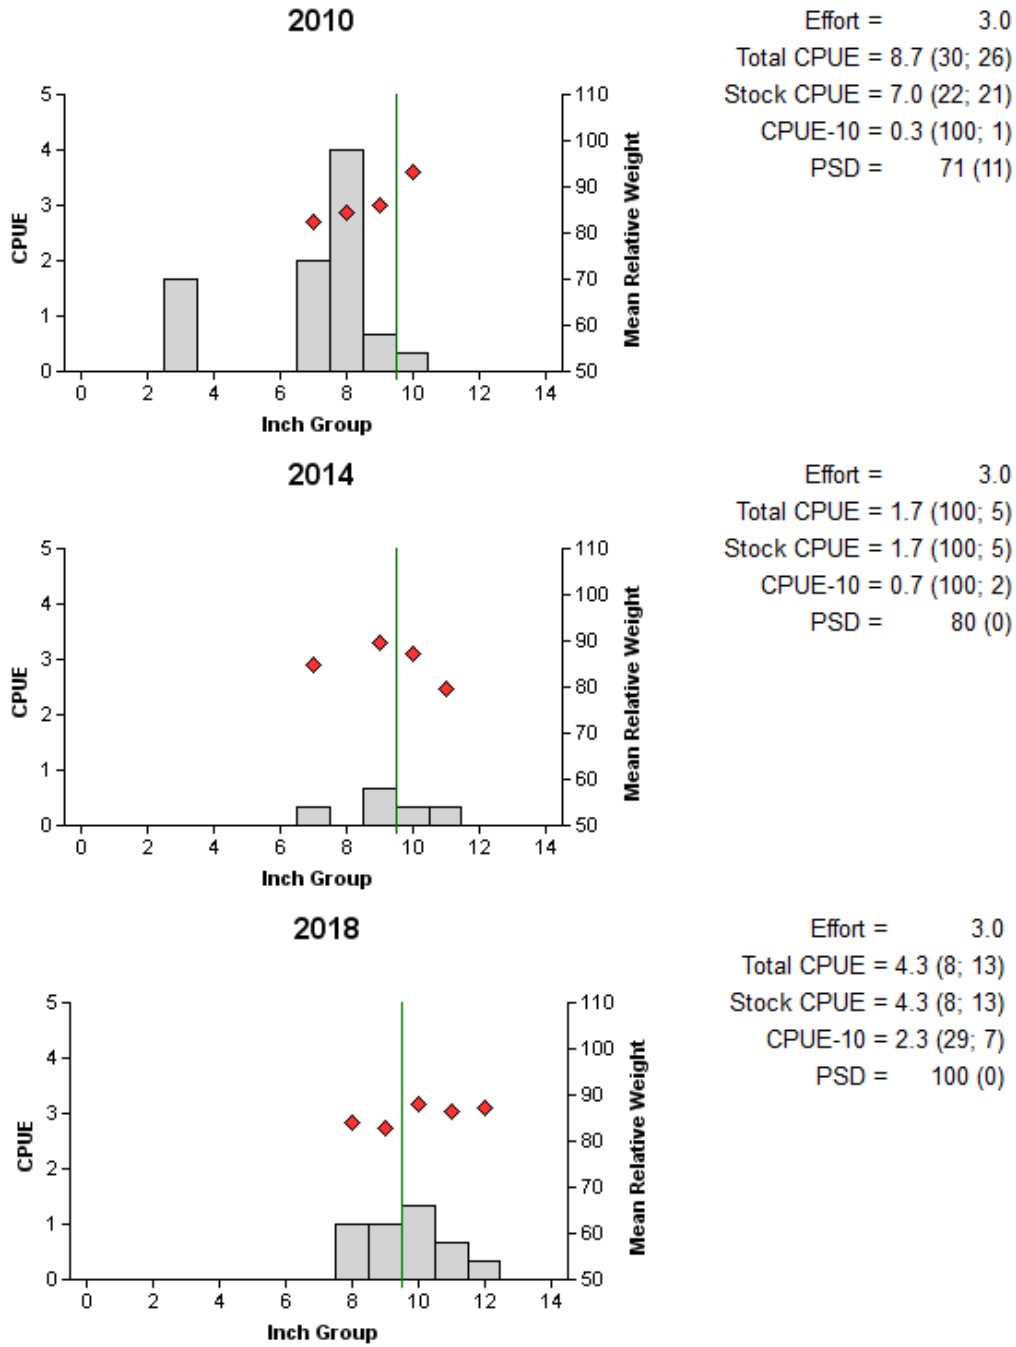 2010
Effort = 3.0
Total CPUE = 8.7 (30; 26)
Stock CPUE = 7.0 (22; 21)
CPUE-10 = 0.3 (100; 1)
PSD = 71 (11)
5
4
3
2
1
0
CPUE
110
100
90
80
70
60
50
Mean Relative Weight
0 2 4 6 8 10 12 14
Inch Group
2014
Effort = 3.0
Total CPUE = 1.7 (100; 5)
Stock CPUE = 1.7 (100; 5)
CPUE-10 = 0.7 (100; 2)
PSD = 80 (0)
5
4
3
2
1
0
CPUE
110
100
90
80
70
60
50
Mean Relative Weight
0 2 4 6 8 10 12 14
Inch Group
2018
Effort = 3.0
Total CPUE = 4.3 (8; 13)
Stock CPUE = 4.3 (8; 13)
CPUE-10 = 2.3 (29; 7)
PSD = 100 (0)
5
4
3
2
1
0
CPUE
110
100
90
80
70
60
50
Mean Relative Weight
0 2 4 6 8 10 12 14
Inch Group